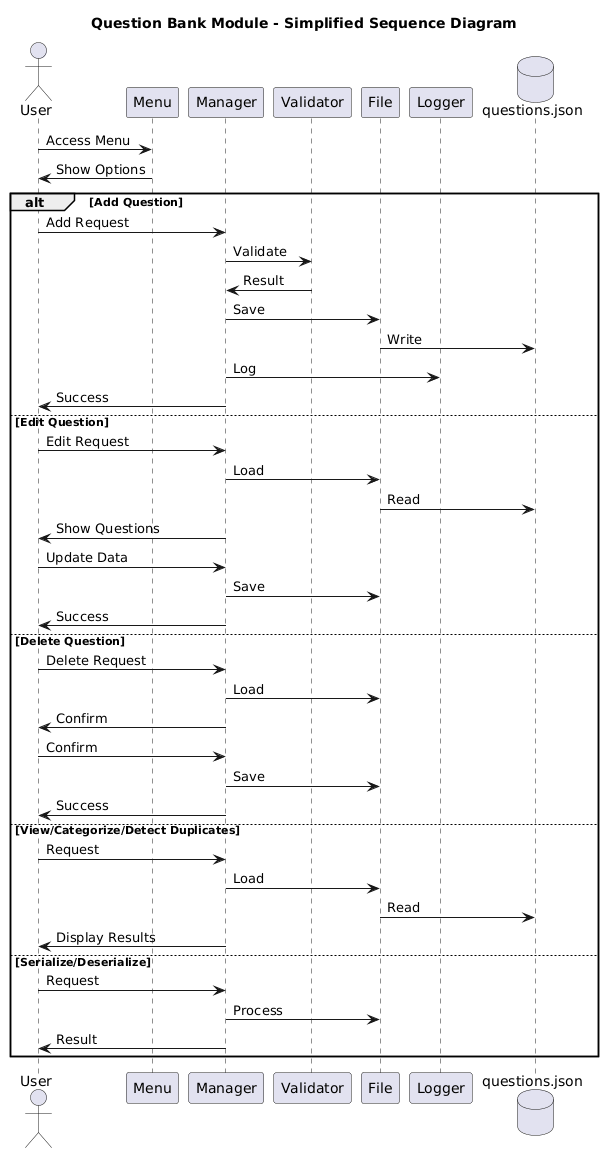 Question Bank Module - Simplified Sequence Diagram
User
Menu
Manager
Validator
File
Logger
questions.json
Access Menu
Show Options
alt
[Add Question]
Add Request
Validate
Result
Save
Write
Log
Success
[Edit Question]
Edit Request
Load
Read
Show Questions
Update Data
Save
Success
[Delete Question]
Delete Request
Load
Confirm
Confirm
Save
Success
[View/Categorize/Detect Duplicates]
Request
Load
Read
Display Results
[Serialize/Deserialize]
Request
Process
Result
User
Menu
Manager
Validator
File
Logger
questions.json